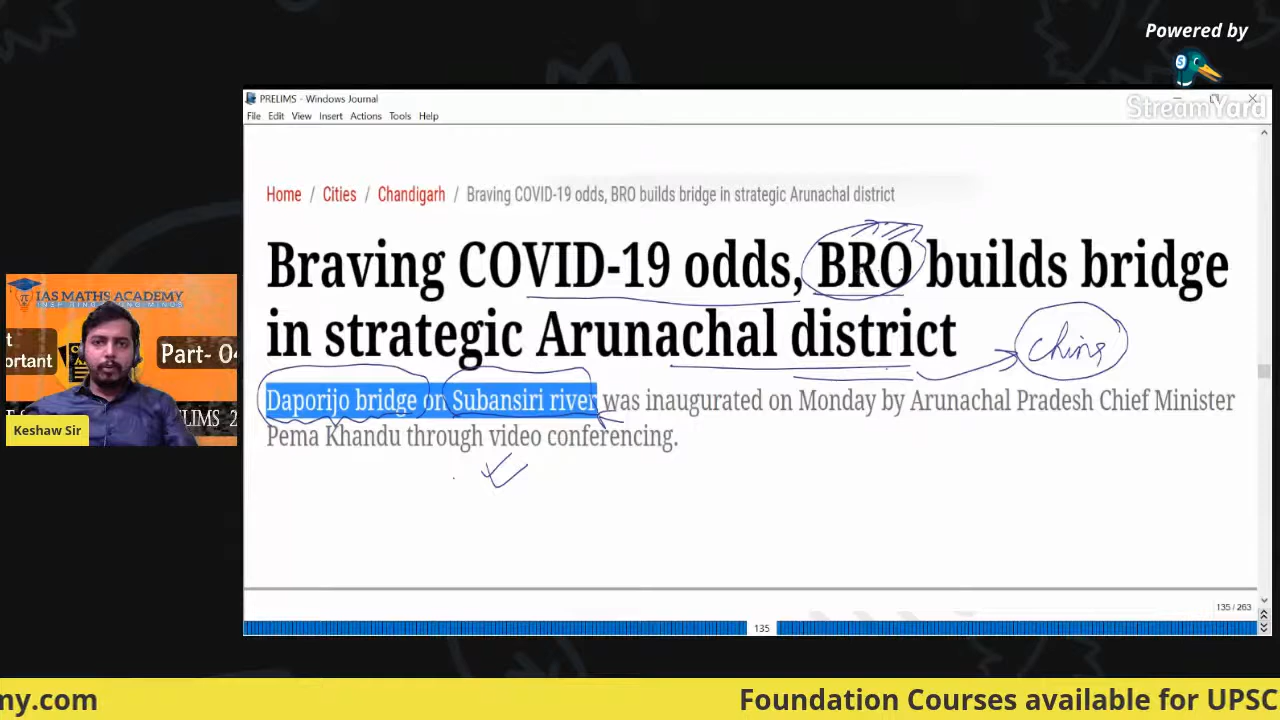 Powered by
StreamYard
PRELIMS - Windows Journal
File Edit View Insert Actions Tools Help
Home / Cities / Chandigarh / Braving COVID-19 odds, BRO builds bridge in strategic Arunachal district
Braving COVID-19 odds, BRO builds bridge
in strategic Arunachal district
China
Daporijo bridge on Subansiri river was inaugurated on Monday by Arunachal Pradesh Chief Minister
Pema Khandu through video conferencing.
IAS MATHS ACADEMY
Part- 04
Keshaw Sir
135 / 263
135
my.com
Foundation Courses available for UPSC